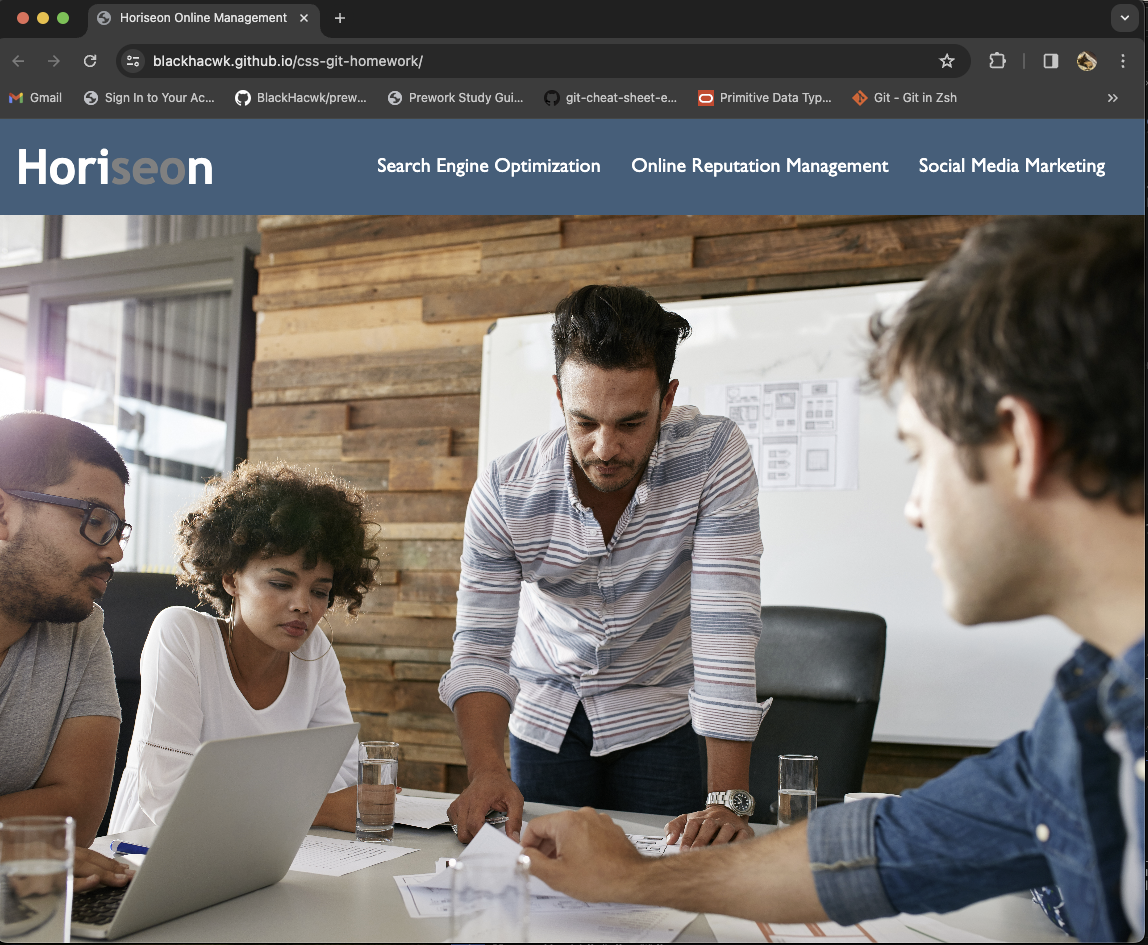 Horiseon Online Management
blackhacwk.github.io/css-git-homework/
Gmail Sign In to Your Ac... BlackHacwk/prew... Prework Study Gui... git-cheat-sheet-e... Primitive Data Typ... Git - Git in Zsh
Horiseon Search Engine Optimization Online Reputation Management Social Media Marketing